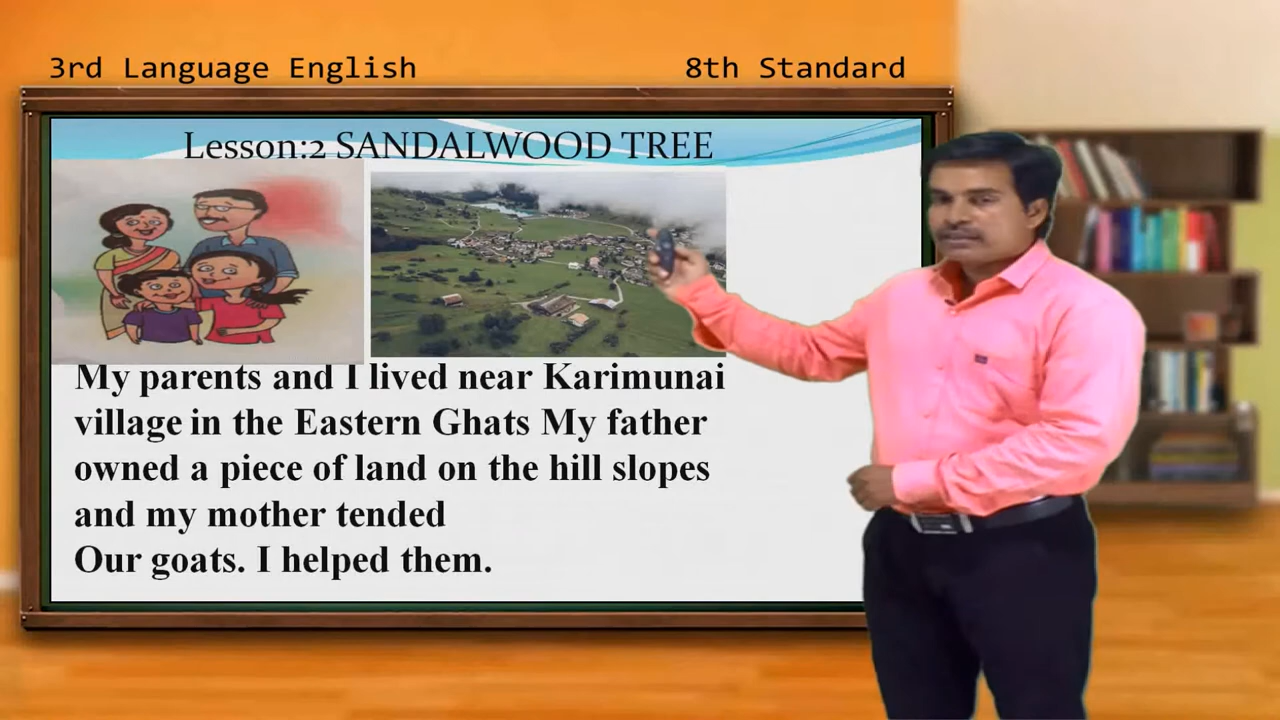 3rd Language English
8th Standard
Lesson:2 SANDALWOOD TREE
My parents and I lived near Karimunai
village in the Eastern Ghats My father
owned a piece of land on the hill slopes
and my mother tended
Our goats. I helped them.